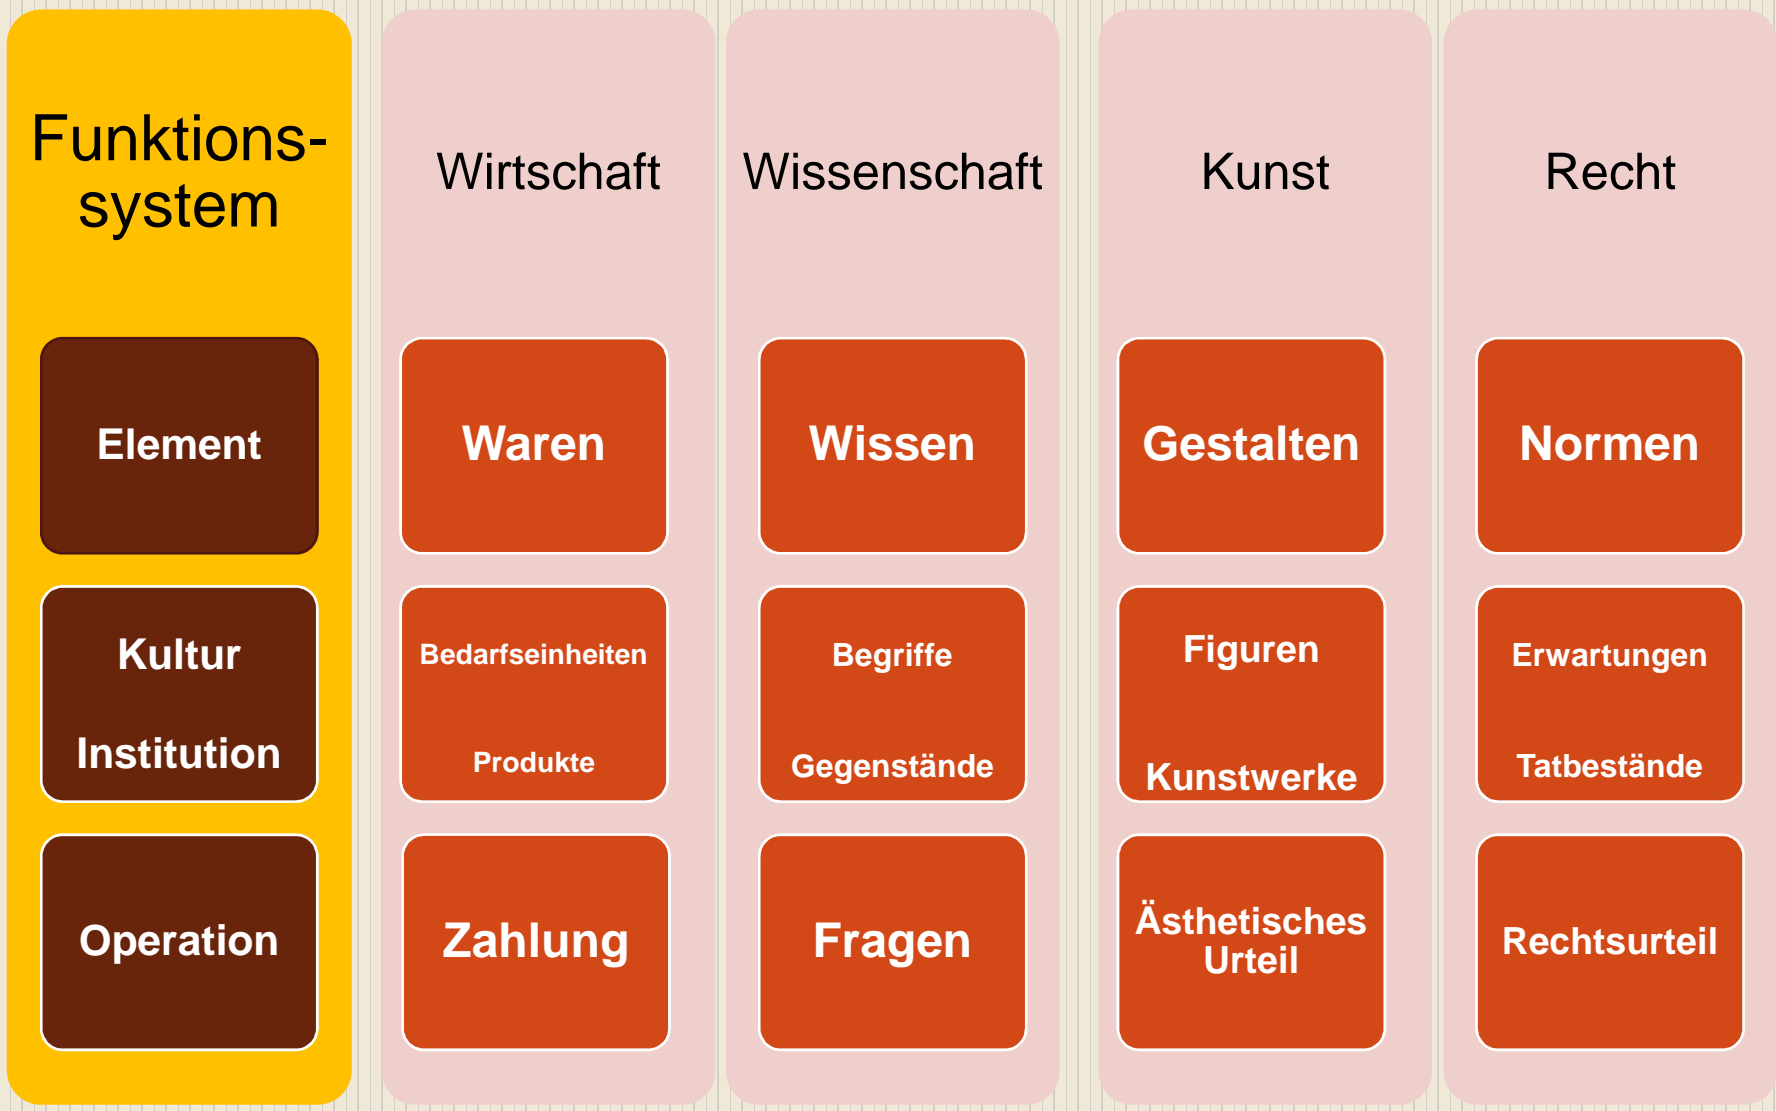 Funktions-
system
Wirtschaft
Wissenschaft
Kunst
Recht
Element
Waren
Wissen
Gestalten
Normen
Kultur
Institution
Bedarfseinheiten
Produkte
Begriffe
Gegenstände
Figuren
Kunstwerke
Erwartungen
Tatbestände
Operation
Zahlung
Fragen
Ästhetisches
Urteil
Rechtsurteil